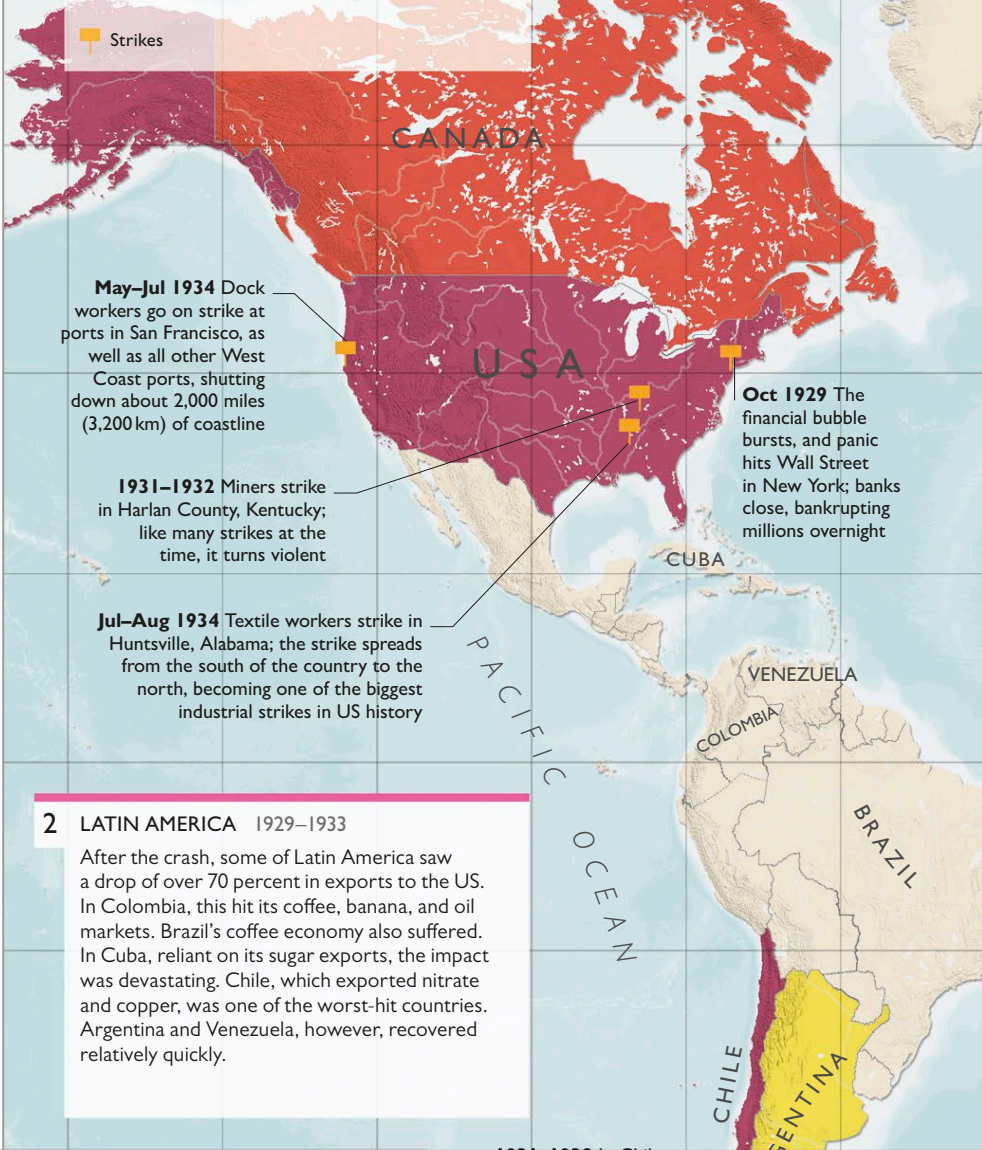 Strikes
CANADA
May–Jul 1934 Dock
workers go on strike at
ports in San Francisco, as
well as all other West
Coast ports, shutting
down about 2,000 miles
(3,200 km) of coastline
USA
Oct 1929 The
financial bubble
bursts, and panic
hits Wall Street
in New York; banks
close, bankrupting
millions overnight
1931–1932 Miners strike
in Harlan County, Kentucky;
like many strikes at the
time, it turns violent
CUBA
Jul–Aug 1934 Textile workers strike in
Huntsville, Alabama; the strike spreads
from the south of the country to the
north, becoming one of the biggest
industrial strikes in US history
PACIFIC OCEAN
VENEZUELA
COLOMBIA
BRAZIL
2 LATIN AMERICA 1929–1933
After the crash, some of Latin America saw
a drop of over 70 percent in exports to the US.
In Colombia, this hit its coffee, banana, and oil
markets. Brazil's coffee economy also suffered.
In Cuba, reliant on its sugar exports, the impact
was devastating. Chile, which exported nitrate
and copper, was one of the worst-hit countries.
Argentina and Venezuela, however, recovered
relatively quickly.
CHILE
GENTINA